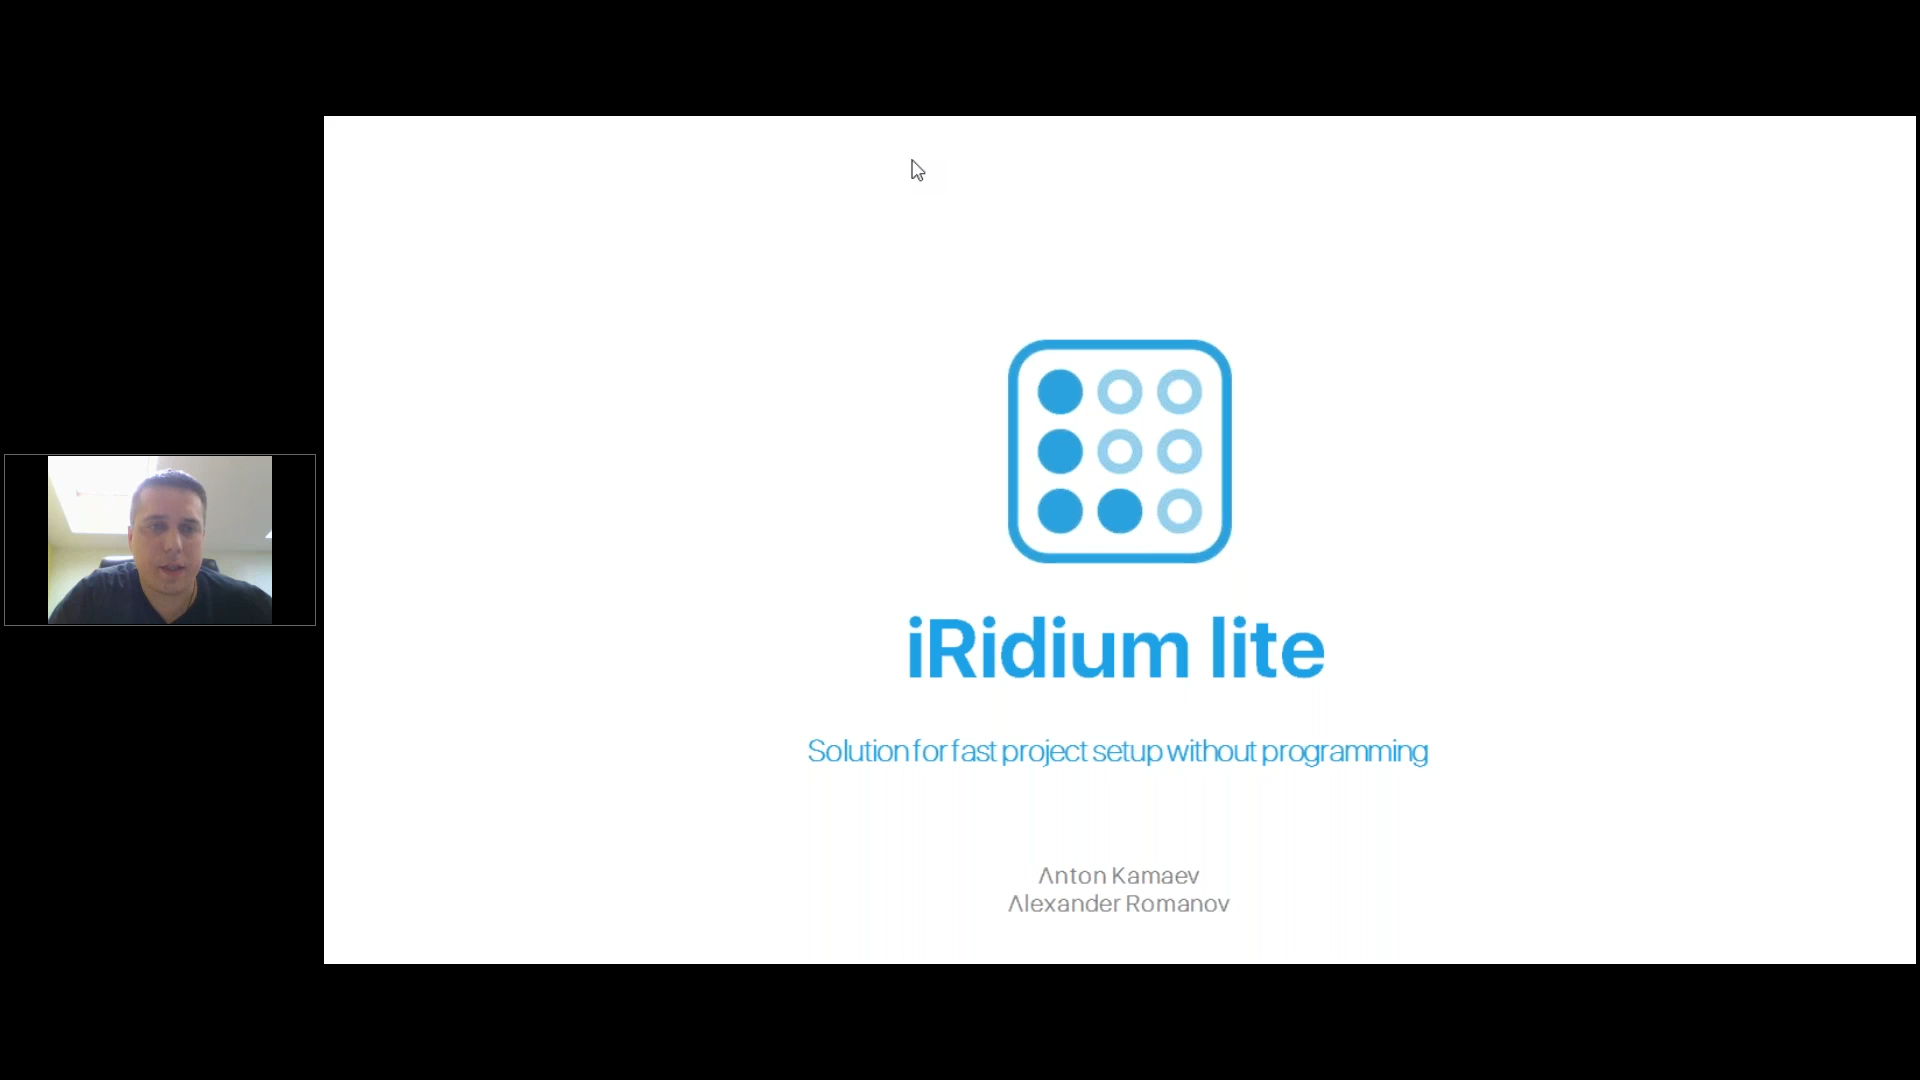 iRidium lite
Solution for fast project setup without programming
Anton Kamaev
Alexander Romanov